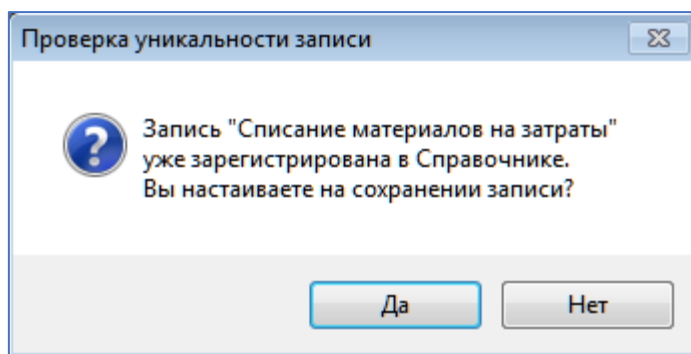 Проверка уникальности записи
Запись "Списание материалов на затраты"
уже зарегистрирована в Справочнике.
Вы настаиваете на сохранении записи?
Да
Нет